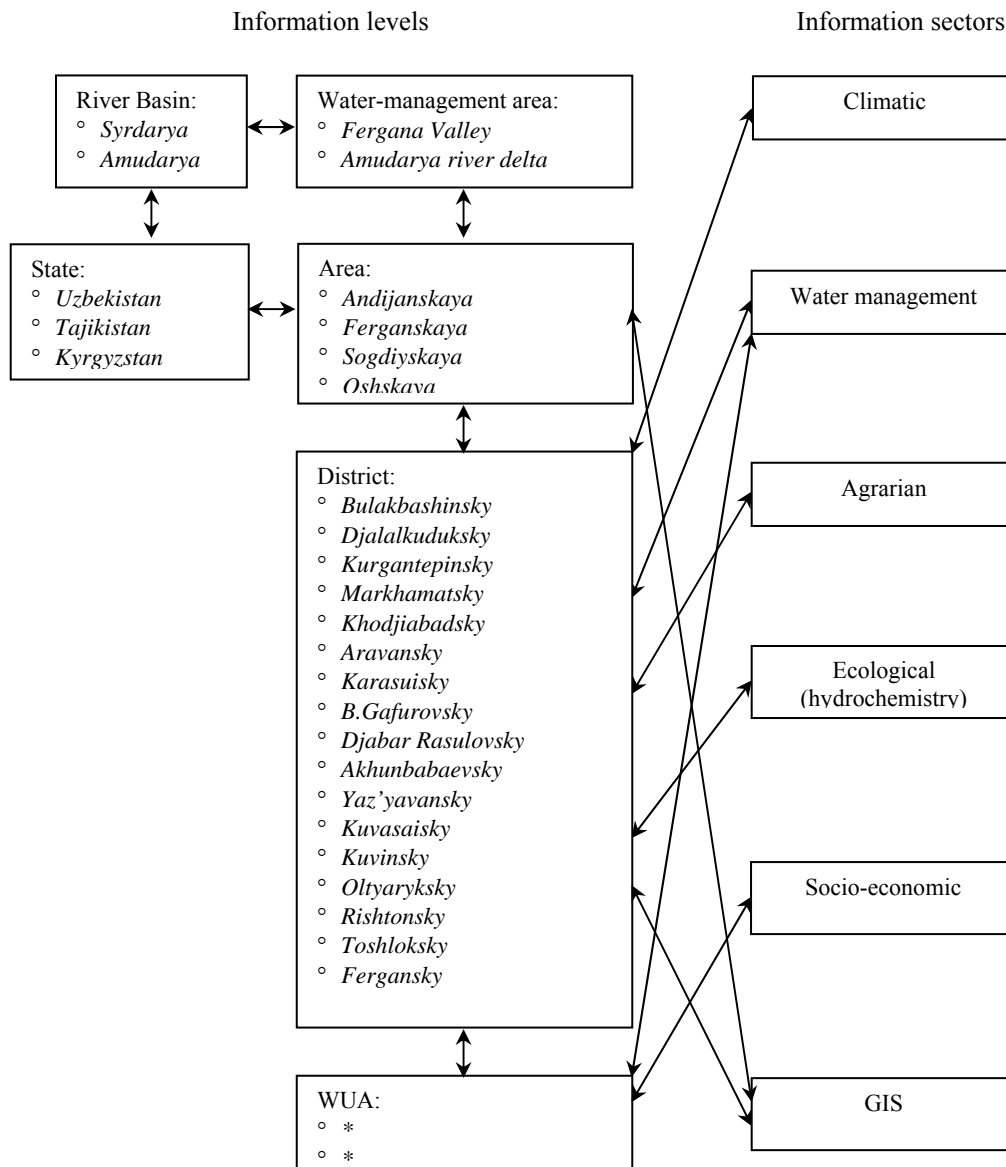 Information levels
Information sectors
River Basin:
° Syrdarya
° Amudarya
Water-management area:
° Fergana Valley
° Amudarya river delta
State:
° Uzbekistan
° Tajikistan
° Kyrgyzstan
Area:
° Andijanskaya
° Ferganskaya
° Sogdiyskaya
° Oshskaya
District:
° Bulakbashinsky
° Djalalkuduksky
° Kurgantepinsky
° Markhamatsky
° Khodjiabadsky
° Aravansky
° Karasuisky
° B.Gafurovsky
° Djabar Rasulovsky
° Akhunbabaevsky
° Yaz’yavansky
° Kuvasaisky
° Kuvinsky
° Oltyaryksky
° Rishtonsky
° Toshloksky
° Fergansky
WUA:
° *
° *
Climatic
Water management
Agrarian
Ecological
(hydrochemistry)
Socio-economic
GIS